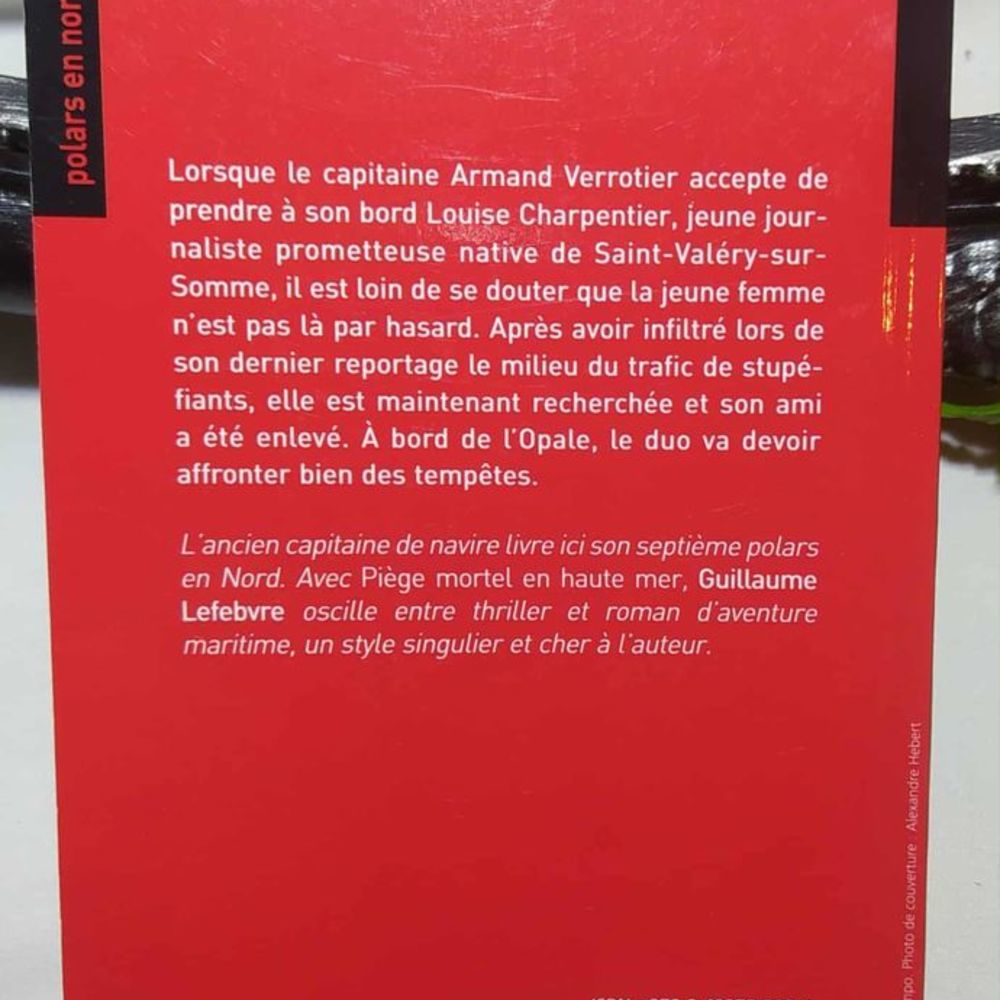 polars en nor
Lorsque le capitaine Armand Verrotier accepte de
prendre à son bord Louise Charpentier, jeune jour-
naliste prometteuse native de Saint-Valéry-sur-
Somme, il est loin de se douter que la jeune femme
n'est pas là par hasard. Après avoir infiltré lors de
son dernier reportage le milieu du trafic de stupé-
fiants, elle est maintenant recherchée et son ami
a été enlevé. À bord de l'Opale, le duo va devoir
affronter bien des tempêtes.
L'ancien capitaine de navire livre ici son septième polars
en Nord. Avec Piège mortel en haute mer, Guillaume
Lefebvre oscille entre thriller et roman d'aventure
maritime, un style singulier et cher à l'auteur.
Photo de couverture : Alexandre Hebert